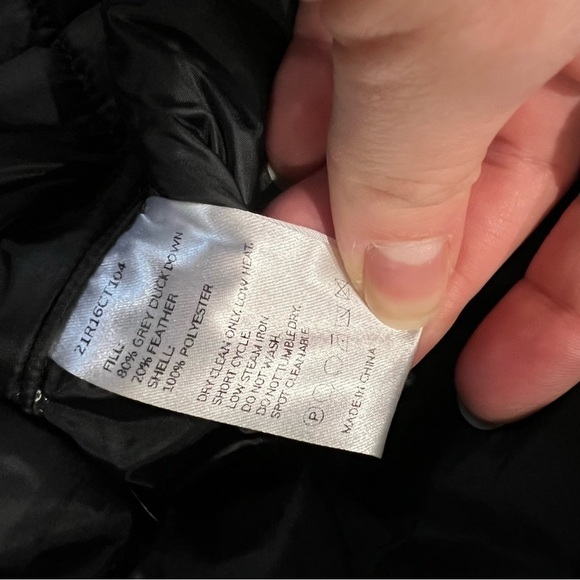 21R16CT104
FILL:
80% GREY DUCK DOWN
20% FEATHER
SHELL:
100% POLYESTER
DRY CLEAN ONLY, LOW HEAT.
SHORT CYCLE.
LOW STEAM IRON
DO NOT WASH.
DO NOT TUMBLE DRY.
SPOT CLEANABLE
P
MADE IN CHINA